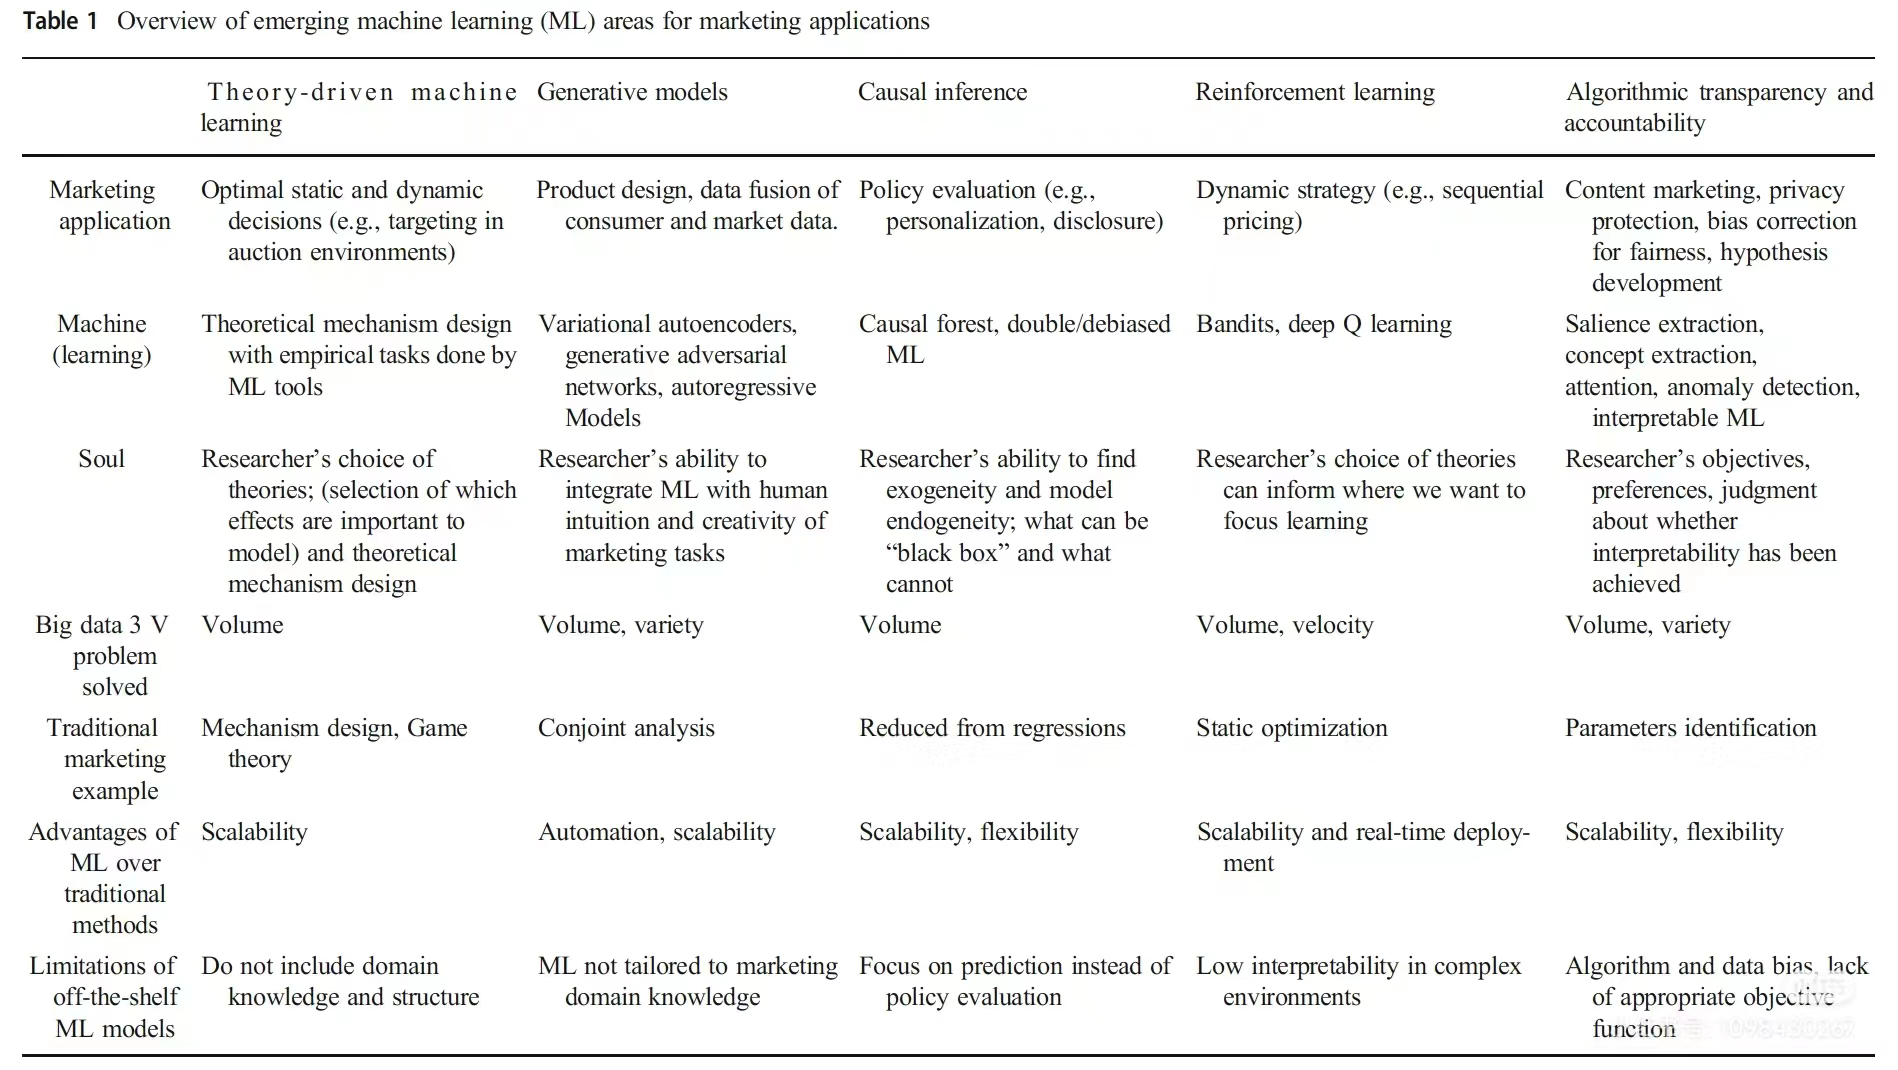 Table 1 Overview of emerging machine learning (ML) areas for marketing applications
Theory-driven machine learning
Generative models
Causal inference
Reinforcement learning
Algorithmic transparency and
accountability
Marketing
application
Optimal static and dynamic
decisions (e.g., targeting in
auction environments)
Product design, data fusion of
consumer and market data.
Policy evaluation (e.g.,
personalization, disclosure)
Dynamic strategy (e.g., sequential
pricing)
Content marketing, privacy
protection, bias correction
for fairness, hypothesis
development
Machine
(learning)
Theoretical mechanism design
with empirical tasks done by
ML tools
Variational autoencoders,
generative adversarial
networks, autoregressive
Models
Causal forest, double/debiased
ML
Bandits, deep Q learning
Salience extraction,
concept extraction,
attention, anomaly detection,
interpretable ML
Soul
Researcher’s choice of
theories; (selection of which
effects are important to
model) and theoretical
mechanism design
Researcher’s ability to
integrate ML with human
intuition and creativity of
marketing tasks
Researcher’s ability to find
exogeneity and model
endogeneity; what can be
“black box” and what
cannot
Researcher’s choice of theories
can inform where we want to
focus learning
Researcher’s objectives,
preferences, judgment
about whether
interpretability has been
achieved
Big data 3 V
problem
solved
Volume
Volume, variety
Volume
Volume, velocity
Volume, variety
Traditional
marketing
example
Mechanism design, Game
theory
Conjoint analysis
Reduced from regressions
Static optimization
Parameters identification
Advantages of
ML over
traditional
methods
Scalability
Automation, scalability
Scalability, flexibility
Scalability and real-time deploy-
ment
Scalability, flexibility
Limitations of
off-the-shelf
ML models
Do not include domain
knowledge and structure
ML not tailored to marketing
domain knowledge
Focus on prediction instead of
policy evaluation
Low interpretability in complex
environments
Algorithm and data bias, lack
of appropriate objective
function